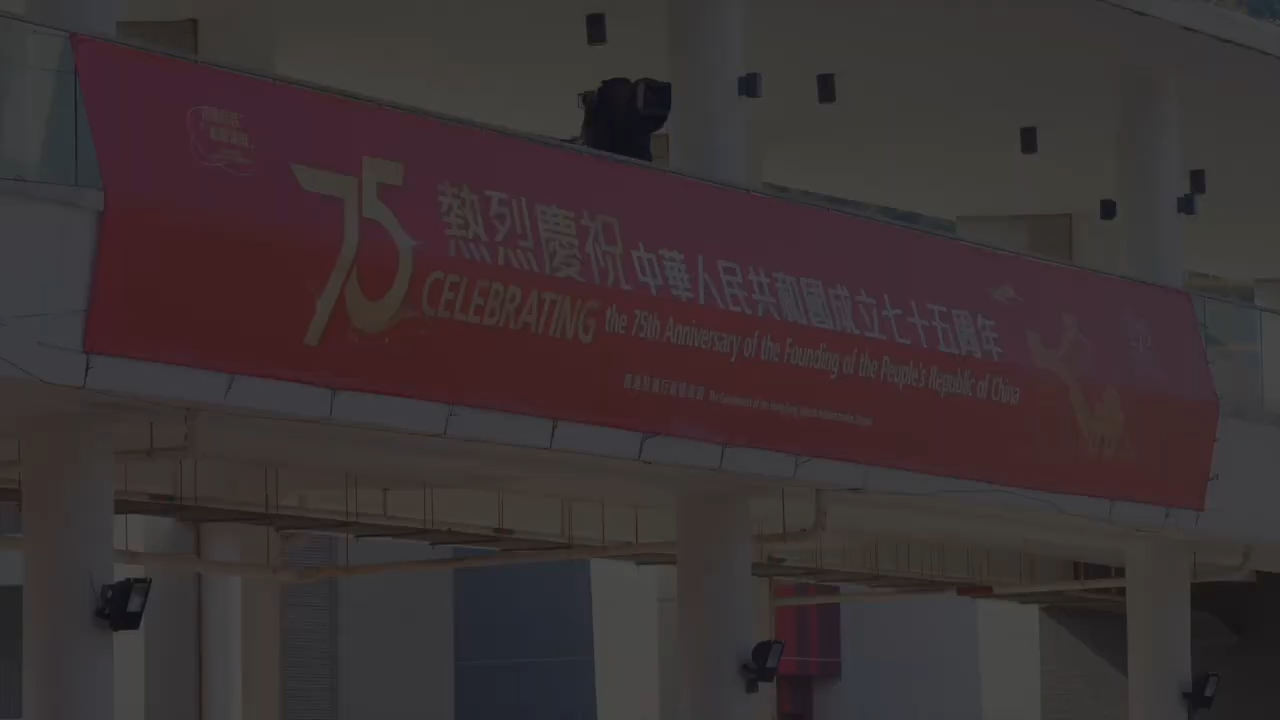 75
熱烈慶祝中華人民共和國成立七十五周年
CELEBRATING the 75th Anniversary of the Founding of the People's Republic of China